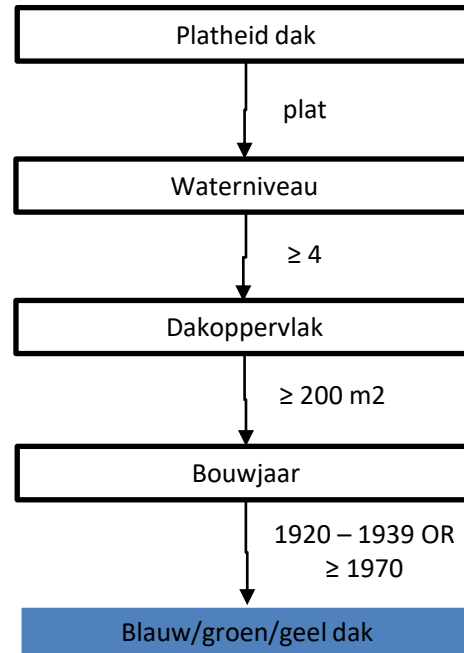 Platheid dak
plat
Waterniveau
≥ 4
Dakoppervlak
≥ 200 m2
Bouwjaar
1920 – 1939 OR
≥ 1970
Blauw/groen/geel dak